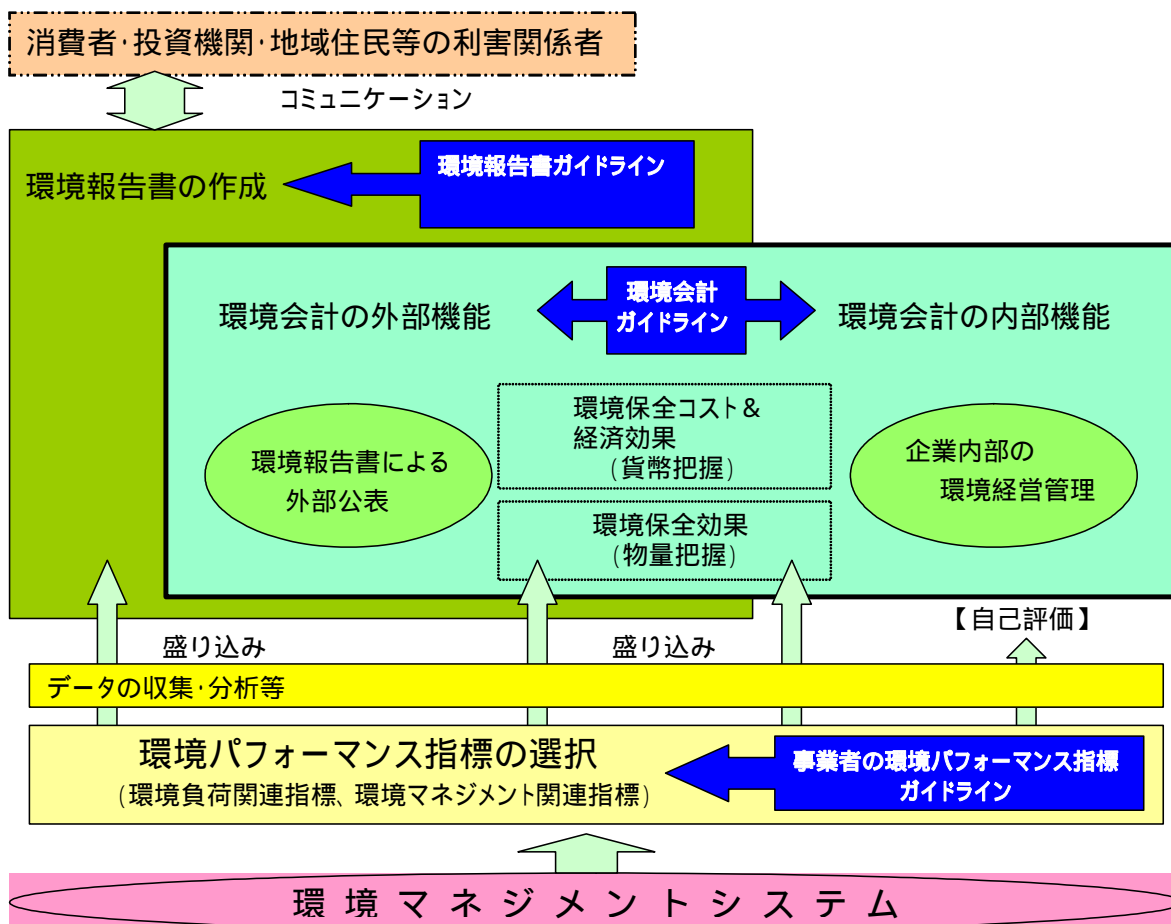 消費者・投資機関・地域住民等の利害関係者
コミュニケーション
環境報告書の作成
環境報告書ガイドライン
環境会計の外部機能
環境会計
ガイドライン
環境会計の内部機能
環境保全コスト＆
経済効果
（貨幣把握）
環境報告書による
外部公表
企業内部の
環境経営管理
環境保全効果
（物量把握）
【自己評価】
盛り込み
盛り込み
データの収集・分析等
環境パフォーマンス指標の選択
（環境負荷関連指標、環境マネジメント関連指標）
事業者の環境パフォーマンス指標
ガイドライン
環境マネジメントシステム